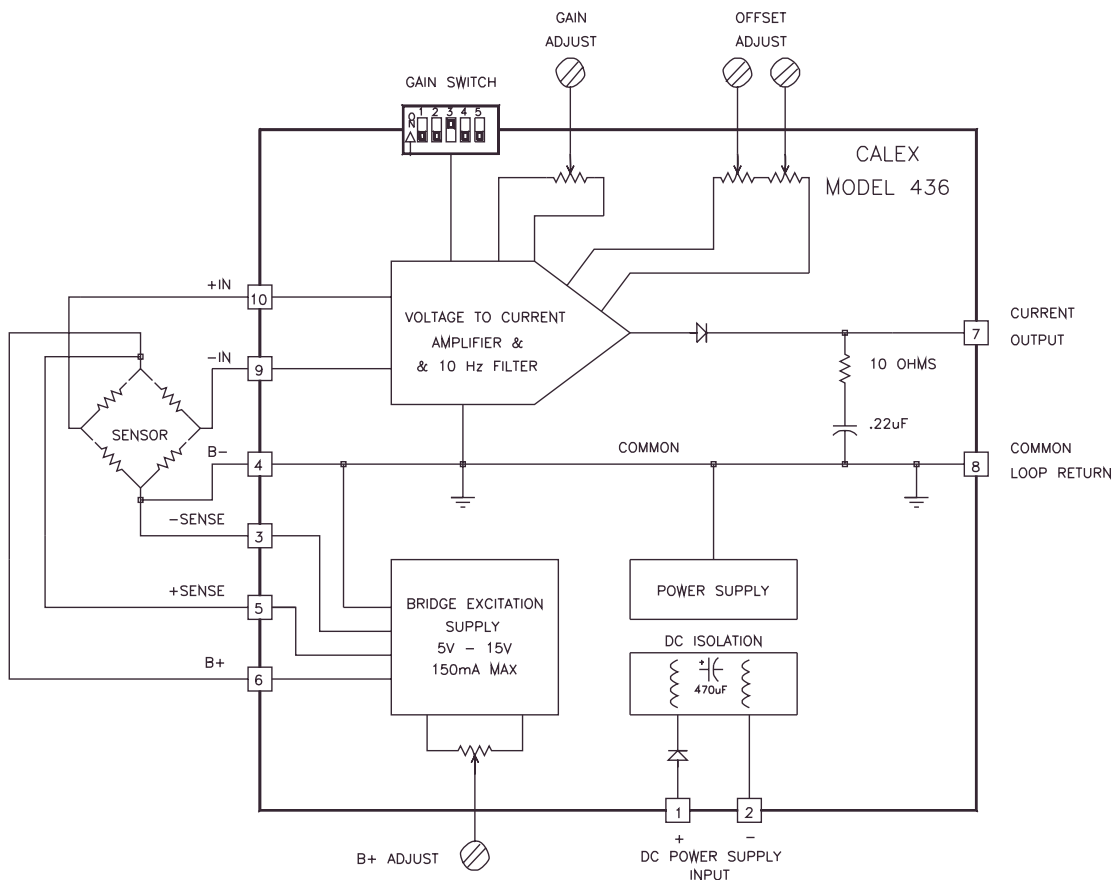 GAIN
ADJUST
OFFSET
ADJUST
GAIN SWITCH
ON
1 2 3 4 5
CALEX
MODEL 436
+IN
10
VOLTAGE TO CURRENT
AMPLIFIER &
& 10 Hz FILTER
7
CURRENT
OUTPUT
-IN
9
10 OHMS
.22uF
SENSOR
B-
4
COMMON
8
COMMON
LOOP RETURN
-SENSE
3
+SENSE
5
B+
6
BRIDGE EXCITATION
SUPPLY
5V - 15V
150mA MAX
POWER SUPPLY
DC ISOLATION
+
470uF
1
2
+
-
DC POWER SUPPLY
INPUT
B+ ADJUST